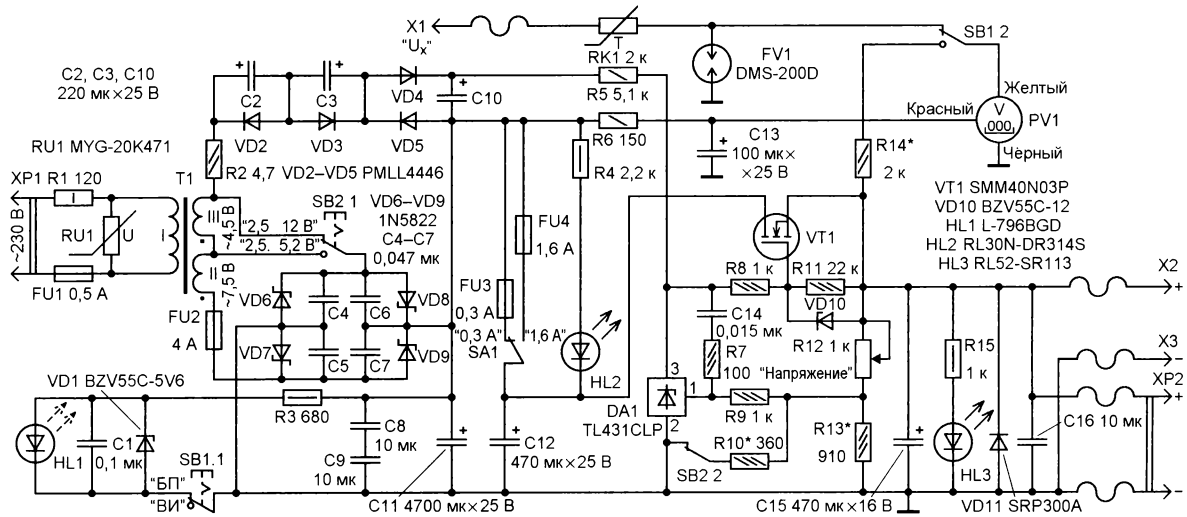 X1
"Uₓ"
T
RK1 2 к
SB1 2
FV1
DMS-200D
C2, C3, C10
220 мк×25 В
+
C2
+
C3
VD4
+
C10
R5 5,1 к
Желтый
Красный
V
000,
PV1
Чёрный
VD2
VD3
VD5
R6 150
+
C13
100 мк×
×25 В
R14*
2 к
RU1 MYG-20K471
R2 4,7
VD2–VD5 PMLL4446
R4 2,2 к
XP1
R1 120
T1
SB2 1
VD6–VD9
1N5822
C4–C7
0,047 мк
FU4
1,6 А
VT1 SMM40N03P
VD10 BZV55C-12
HL1 L-796BGD
HL2 RL30N-DR314S
HL3 RL52-SR113
~230 В
RU1
U
I
III
~4,5 В
"2,5 12 В"
"2,5. 5,2 В"
VT1
FU1 0,5 А
II
~7,5 В
R8 1 к
R11 22 к
X2
+
FU2
4 А
VD6
C4
C6
VD8
FU3
0,3 А
"0,3 А"
"1,6 А"
SA1
C14
0,015 мк
VD10
VD7
C5
C7
VD9
R7
100
R12 1 к
"Напряжение"
R15
1 к
X3
–
XP2
+
HL2
VD1 BZV55C-5V6
R3 680
3
DA1
1
TL431CLP
2
R9 1 к
R10* 360
SB2 2
R13*
910
C16 10 мк
HL1
C1
0,1 мк
SB1.1
"БП"
"ВИ"
C8
10 мк
C9
10 мк
+
C11 4700 мк×25 В
+
C12
470 мк×25 В
+
C15 470 мк×16 В
HL3
VD11 SRP300A
–